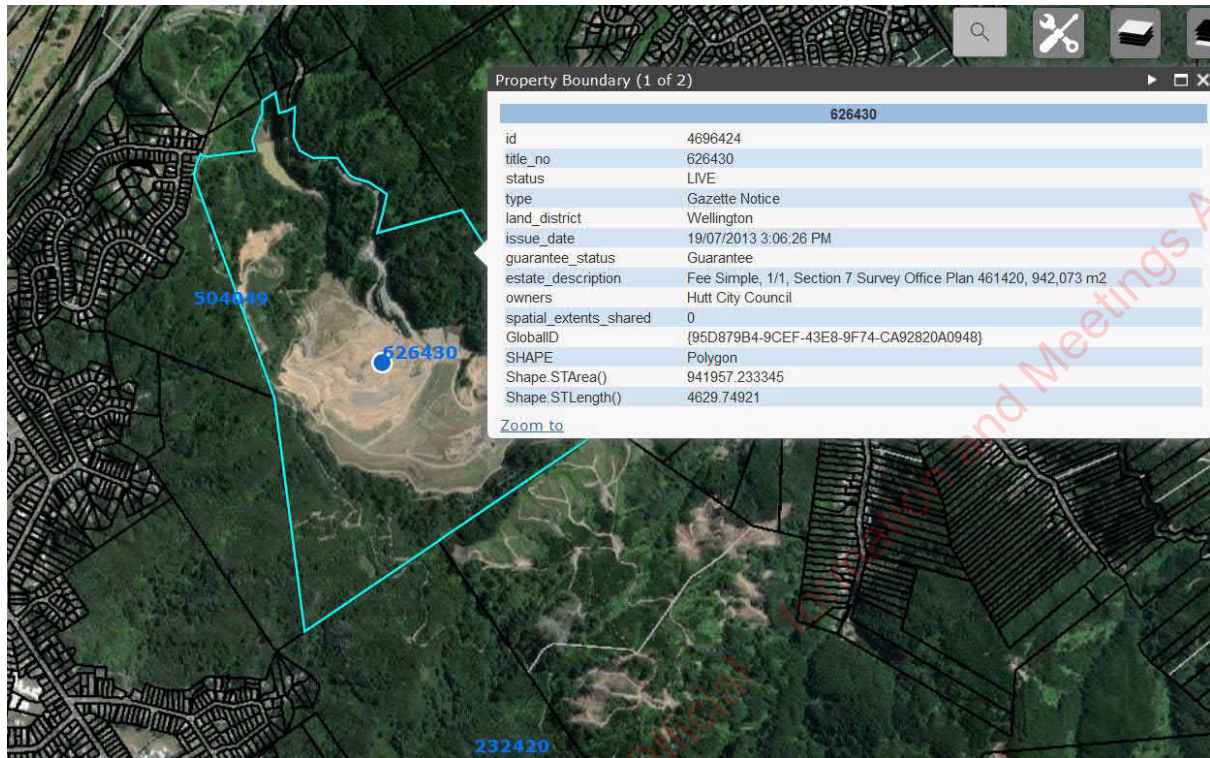 Property Boundary (1 of 2)
626430
id 4696424
title_no 626430
status LIVE
type Gazette Notice
land_district Wellington
issue_date 19/07/2013 3:06:26 PM
guarantee_status Guarantee
estate_description Fee Simple, 1/1, Section 7 Survey Office Plan 461420, 942,073 m2
owners Hutt City Council
spatial_extents_shared 0
GlobalID {95D879B4-9CEF-43E8-9F74-CA92820A0948}
SHAPE Polygon
Shape.STArea() 941957.233345
Shape.STLength() 4629.74921
Zoom to
504049
626430
232420
and Meetings A